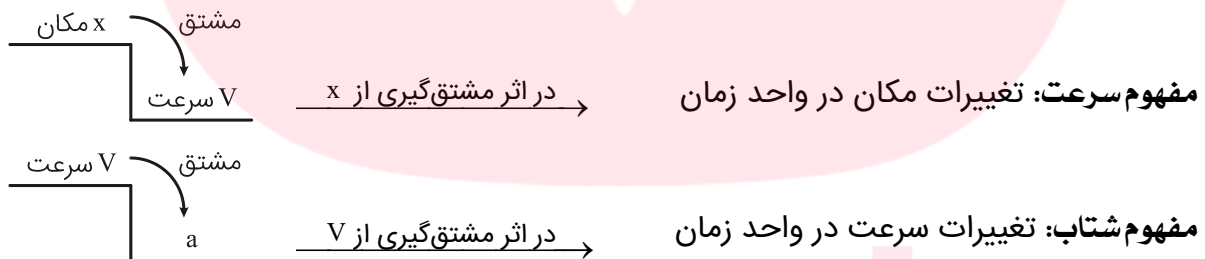 x مکان
مشتق
V سرعت
در اثر مشتق‌گیری از x
مفهوم سرعت: تغییرات مکان در واحد زمان
V سرعت
مشتق
a
در اثر مشتق‌گیری از V
مفهوم شتاب: تغییرات سرعت در واحد زمان